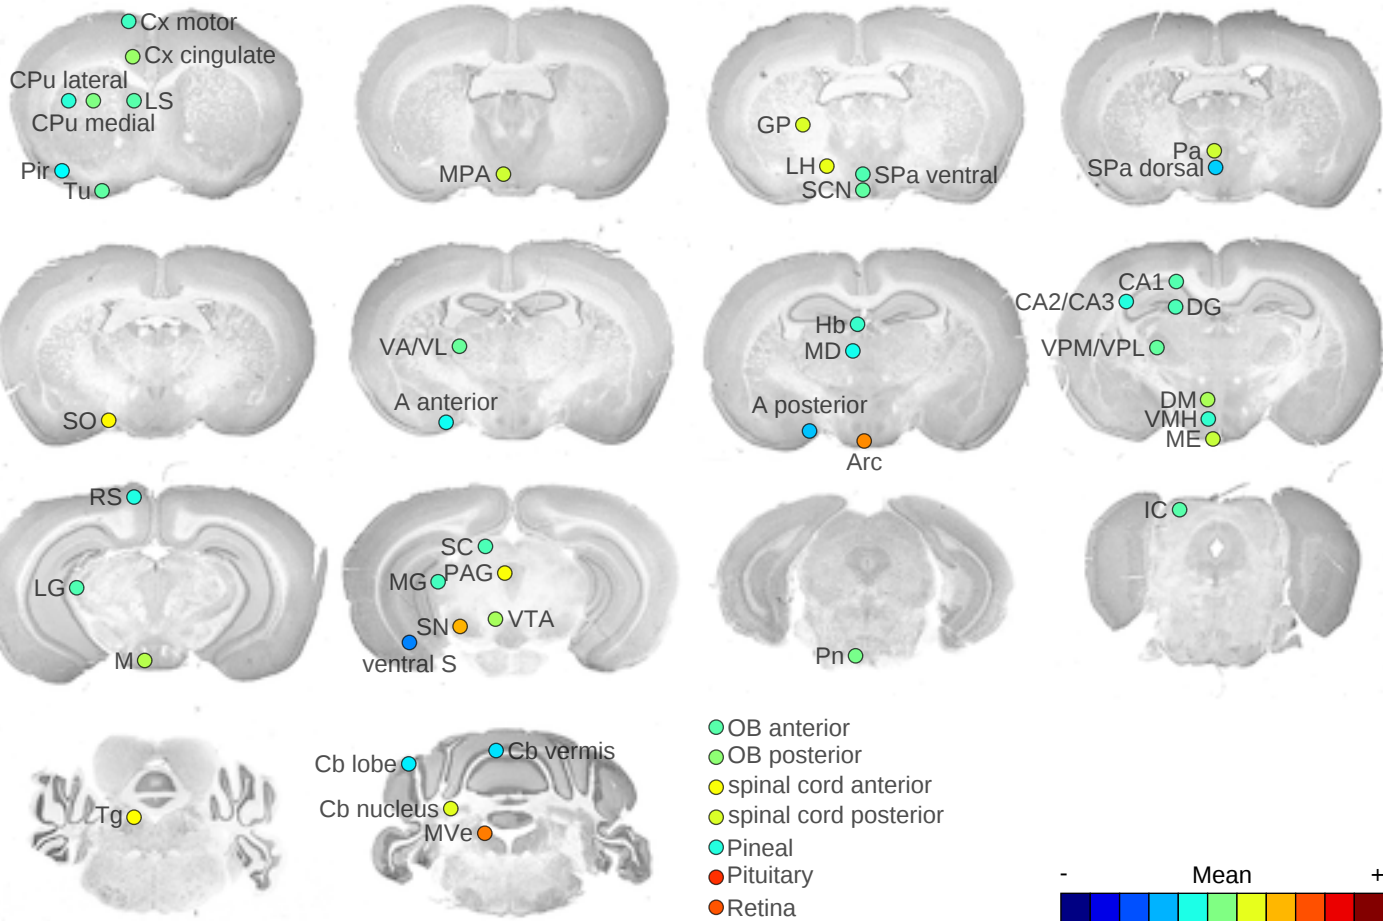 Cx motor
Cx cingulate
CPu lateral
LS
CPu medial
Pir
Tu
MPA
GP
LH
SPa ventral
SCN
Pa
SPa dorsal
SO
VA/VL
A anterior
Hb
MD
A posterior
Arc
CA1
CA2/CA3
DG
VPM/VPL
DM
VMH
ME
RS
LG
M
SC
MG
PAG
SN
VTA
ventral S
Pn
IC
Tg
Cb lobe
Cb vermis
Cb nucleus
MVe
OB anterior
OB posterior
spinal cord anterior
spinal cord posterior
Pineal
Pituitary
Retina
- Mean +